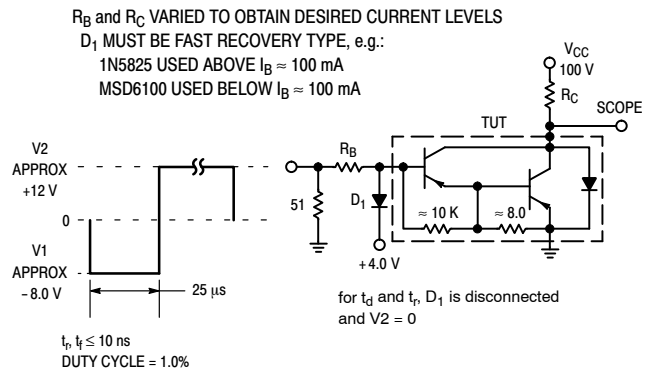 R_B and R_C VARIED TO OBTAIN DESIRED CURRENT LEVELS
D_1 MUST BE FAST RECOVERY TYPE, e.g.:
1N5825 USED ABOVE I_B ≈ 100 mA
MSD6100 USED BELOW I_B ≈ 100 mA
V_CC
100 V
R_C
SCOPE
TUT
V2
APPROX
+12 V
0
V1
APPROX
- 8.0 V
25 μs
R_B
51
D_1
≈ 10 K
≈ 8.0
+4.0 V
for t_d and t_r, D_1 is disconnected
and V2 = 0
t_r, t_f ≤ 10 ns
DUTY CYCLE = 1.0%